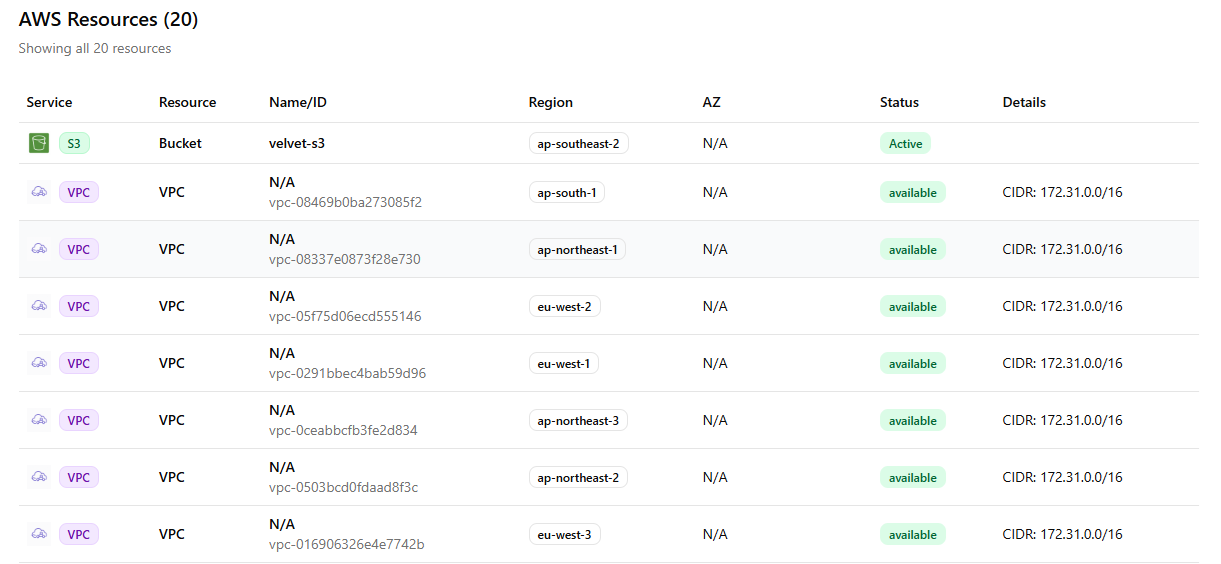 AWS Resources (20)
Showing all 20 resources
Service Resource Name/ID Region AZ Status Details
S3 Bucket velvet-s3 ap-southeast-2 N/A Active
VPC VPC N/A ap-south-1 N/A available CIDR: 172.31.0.0/16
vpc-08469b0ba273085f2
VPC VPC N/A ap-northeast-1 N/A available CIDR: 172.31.0.0/16
vpc-08337e0873f28e730
VPC VPC N/A eu-west-2 N/A available CIDR: 172.31.0.0/16
vpc-05f75d06ecd555146
VPC VPC N/A eu-west-1 N/A available CIDR: 172.31.0.0/16
vpc-0291bbec4bab59d96
VPC VPC N/A ap-northeast-3 N/A available CIDR: 172.31.0.0/16
vpc-0ceabbcfb3fe2d834
VPC VPC N/A ap-northeast-2 N/A available CIDR: 172.31.0.0/16
vpc-0503bcd0fdaad8f3c
VPC VPC N/A eu-west-3 N/A available CIDR: 172.31.0.0/16
vpc-016906326e4e7742b